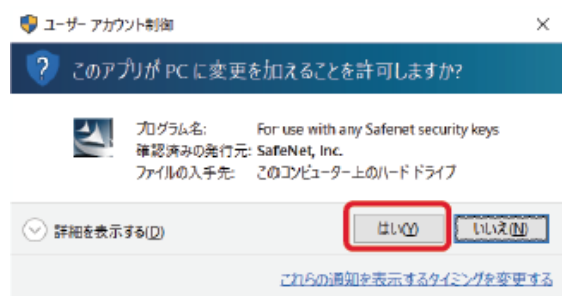 ユーザー アカウント制御
このアプリが PC に変更を加えることを許可しますか?
プログラム名: For use with any Safenet security keys
確認済みの発行元: SafeNet, Inc.
ファイルの入手先: このコンピューター上のハード ドライブ
詳細を表示する(D) はい(Y) いいえ(N)
これらの通知を表示するタイミングを変更する